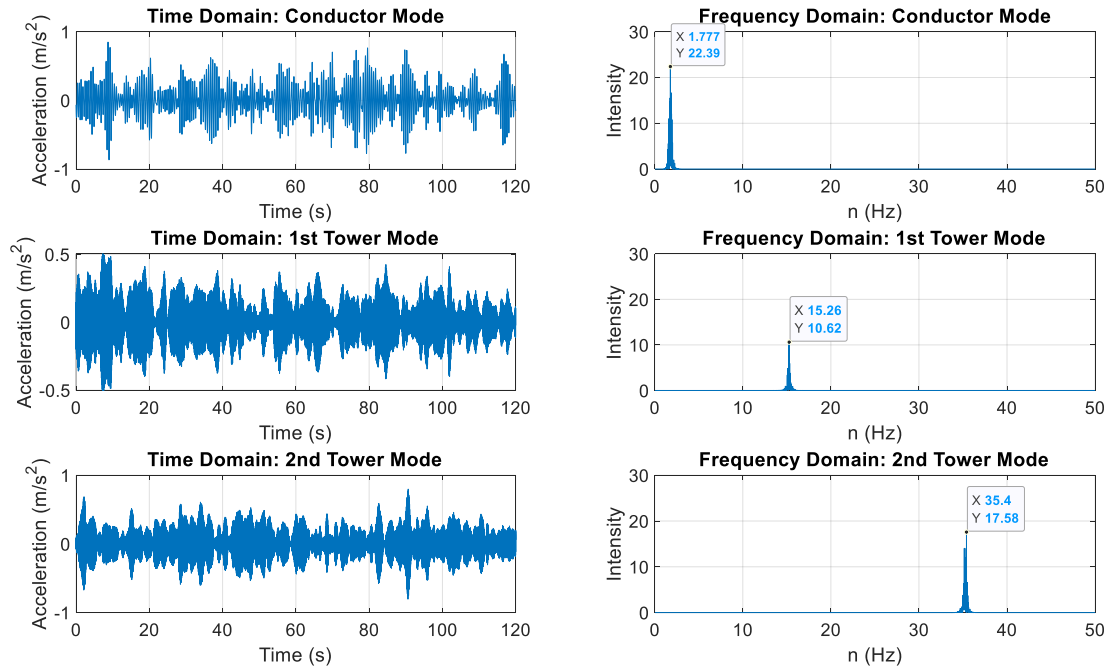 Time Domain: Conductor Mode
Acceleration (m/s²)
1
0
-1
0 20 40 60 80 100 120
Time (s)
Frequency Domain: Conductor Mode
Intensity
30
20
10
0
X 1.777
Y 22.39
0 10 20 30 40 50
n (Hz)
Time Domain: 1st Tower Mode
Acceleration (m/s²)
0.5
0
-0.5
0 20 40 60 80 100 120
Time (s)
Frequency Domain: 1st Tower Mode
Intensity
30
20
10
0
X 15.26
Y 10.62
0 10 20 30 40 50
n (Hz)
Time Domain: 2nd Tower Mode
Acceleration (m/s²)
1
0
-1
0 20 40 60 80 100 120
Time (s)
Frequency Domain: 2nd Tower Mode
Intensity
30
20
10
0
X 35.4
Y 17.58
0 10 20 30 40 50
n (Hz)